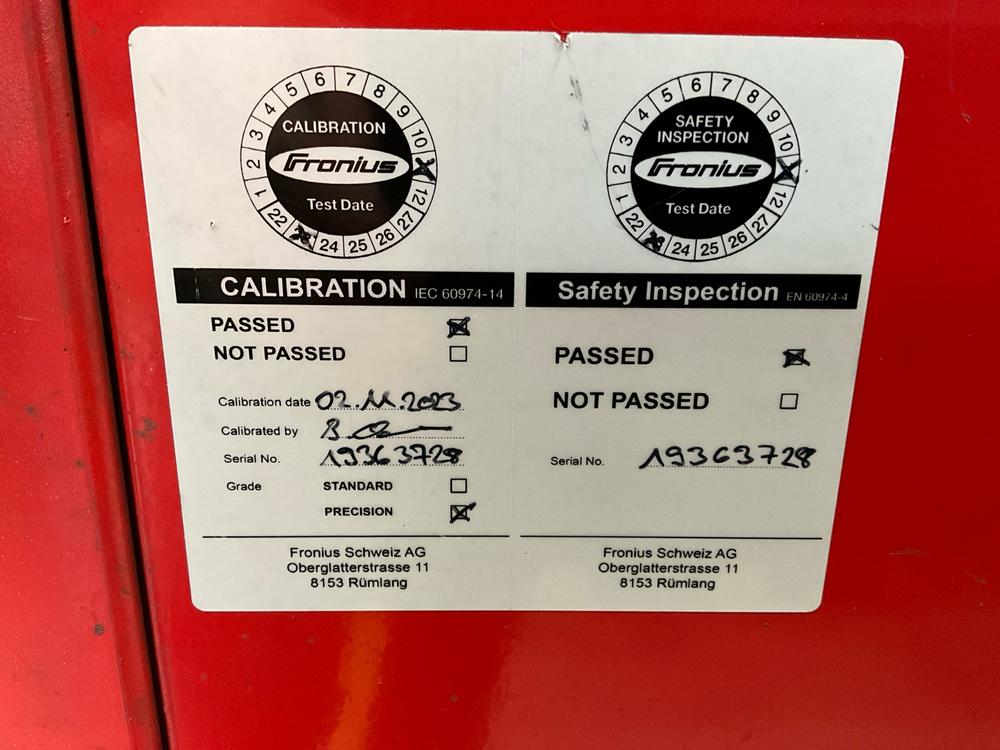 1 2 3 4 5 6 7 8 9 10 12
CALIBRATION
Fronius
Test Date
22 24 25 26 27
CALIBRATION IEC 60974-14
PASSED
NOT PASSED
Calibration date 02.11.2023
Calibrated by
Serial No. 19363728
Grade STANDARD
PRECISION
Fronius Schweiz AG
Oberglatterstrasse 11
8153 Rümlang
1 2 3 4 5 6 7 8 9 10 12
SAFETY
INSPECTION
Fronius
Test Date
22 24 25 26 27
Safety Inspection EN 60974-4
PASSED
NOT PASSED
Serial No. 19363728
Fronius Schweiz AG
Oberglatterstrasse 11
8153 Rümlang